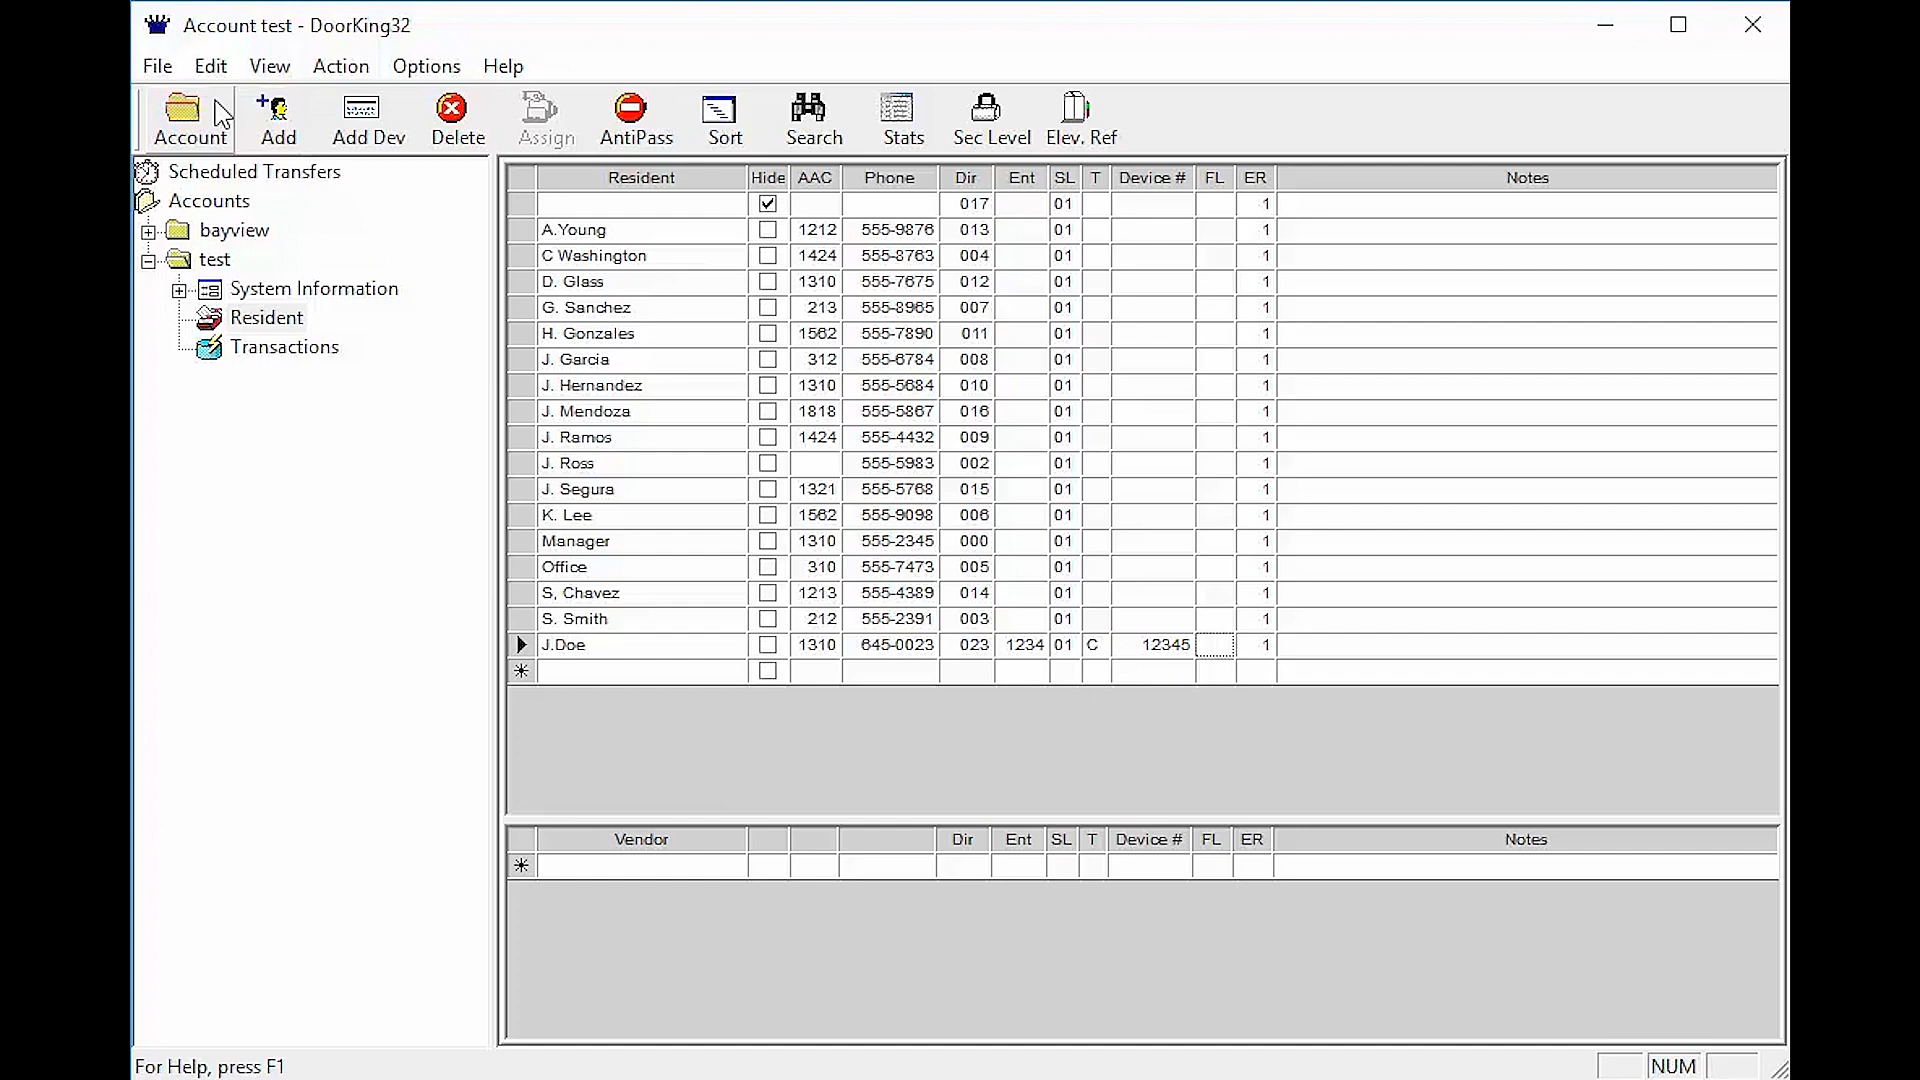 Account test - DoorKing32
File Edit View Action Options Help
Account Add Add Dev Delete Assign AntiPass Sort Search Stats Sec Level Elev. Ref
Scheduled Transfers
Accounts
bayview
test
System Information
Resident
Transactions
Resident Hide AAC Phone Dir Ent SL T Device # FL ER Notes
017 01 1
A.Young 1212 555-9876 013 01 1
C Washington 1424 555-8763 004 01 1
D. Glass 1310 555-7675 012 01 1
G. Sanchez 213 555-8965 007 01 1
H. Gonzales 1562 555-7890 011 01 1
J. Garcia 312 555-6784 008 01 1
J. Hernandez 1310 555-5684 010 01 1
J. Mendoza 1818 555-5867 016 01 1
J. Ramos 1424 555-4432 009 01 1
J. Ross 555-5983 002 01 1
J. Segura 1321 555-5768 015 01 1
K. Lee 1562 555-9098 006 01 1
Manager 1310 555-2345 000 01 1
Office 310 555-7473 005 01 1
S, Chavez 1213 555-4389 014 01 1
S. Smith 212 555-2391 003 01 1
J.Doe 1310 645-0023 023 1234 01 C 12345 1
Vendor Dir Ent SL T Device # FL ER Notes
For Help, press F1
NUM